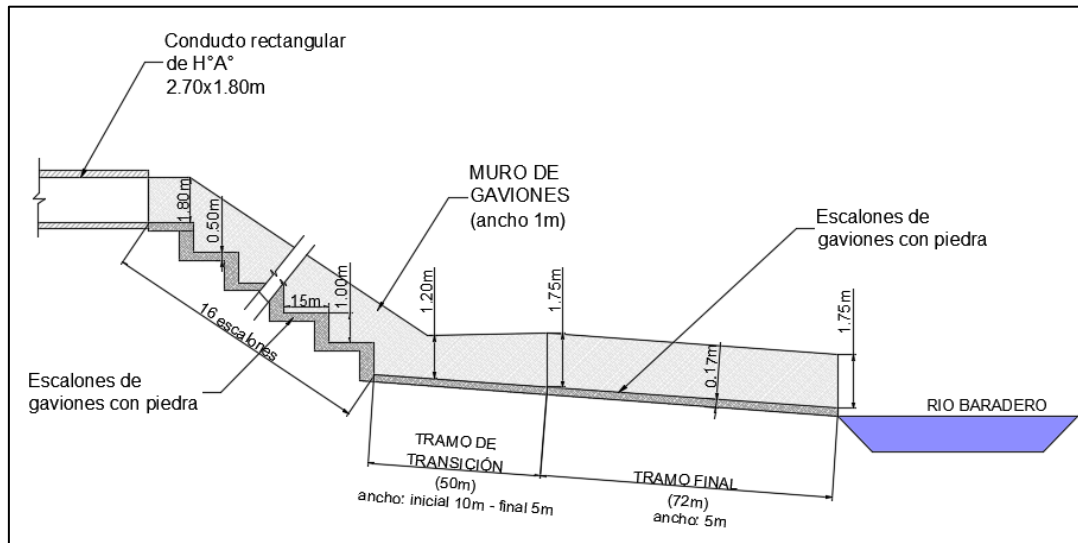 Conducto rectangular
de H°A°
2.70x1.80m
MURO DE
GAVIONES
(ancho 1m)
Escalones de
gaviones con piedra
1.80m
0.50m
15m
1.00m
1.20m
1.75m
0.17m
1.75m
16 escalones
Escalones de
gaviones con piedra
RIO BARADERO
TRAMO DE
TRANSICIÓN
(50m)
ancho: inicial 10m - final 5m
TRAMO FINAL
(72m)
ancho: 5m